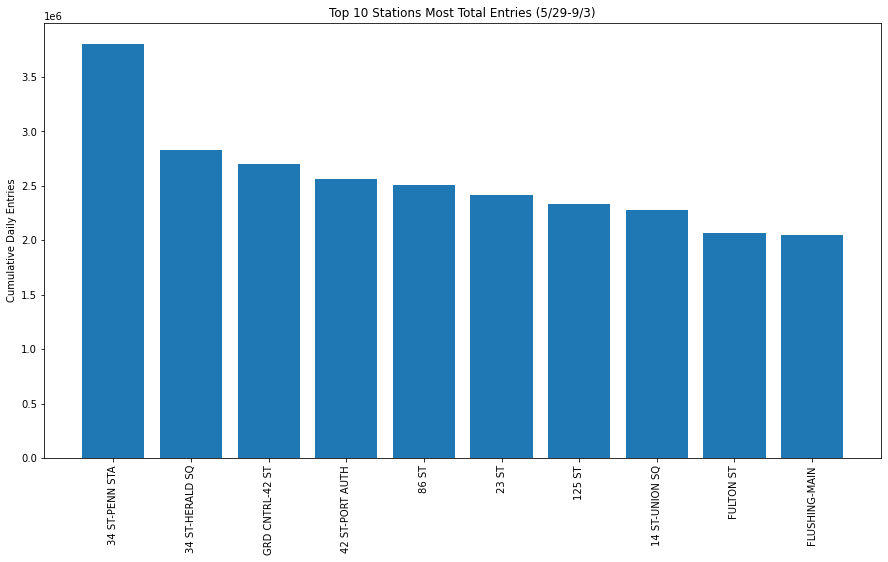 Top 10 Stations Most Total Entries (5/29-9/3)
1e6
Cumulative Daily Entries
3.5
3.0
2.5
2.0
1.5
1.0
0.5
0.0
34 ST-PENN STA
34 ST-HERALD SQ
GRD CNTRL-42 ST
42 ST-PORT AUTH
86 ST
23 ST
125 ST
14 ST-UNION SQ
FULTON ST
FLUSHING-MAIN